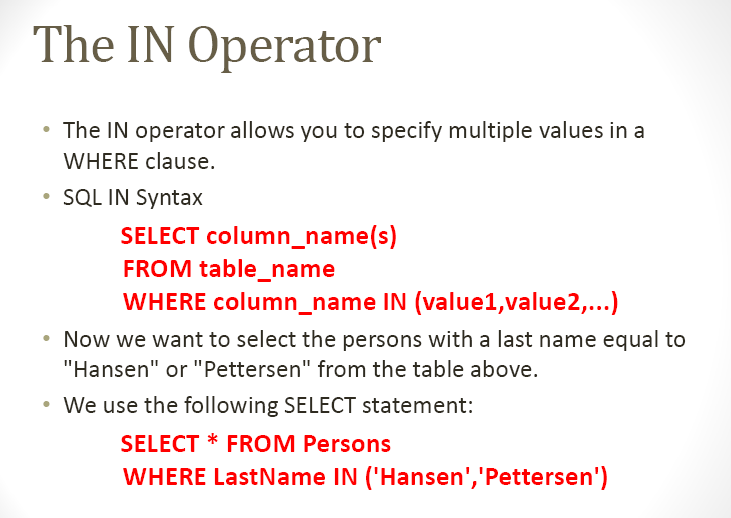 The IN Operator
• The IN operator allows you to specify multiple values in a
WHERE clause.
• SQL IN Syntax
SELECT column_name(s)
FROM table_name
WHERE column_name IN (value1,value2,...)
• Now we want to select the persons with a last name equal to
"Hansen" or "Pettersen" from the table above.
• We use the following SELECT statement:
SELECT * FROM Persons
WHERE LastName IN ('Hansen','Pettersen')